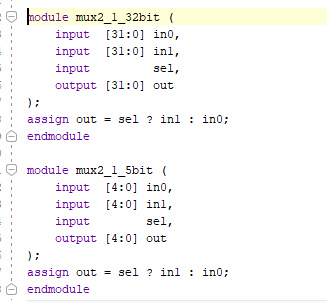 module mux2_1_32bit (
    input  [31:0] in0,
    input  [31:0] in1,
    input         sel,
    output [31:0] out
);
assign out = sel ? in1 : in0;
endmodule

module mux2_1_5bit (
    input  [4:0] in0,
    input  [4:0] in1,
    input        sel,
    output [4:0] out
);
assign out = sel ? in1 : in0;
endmodule